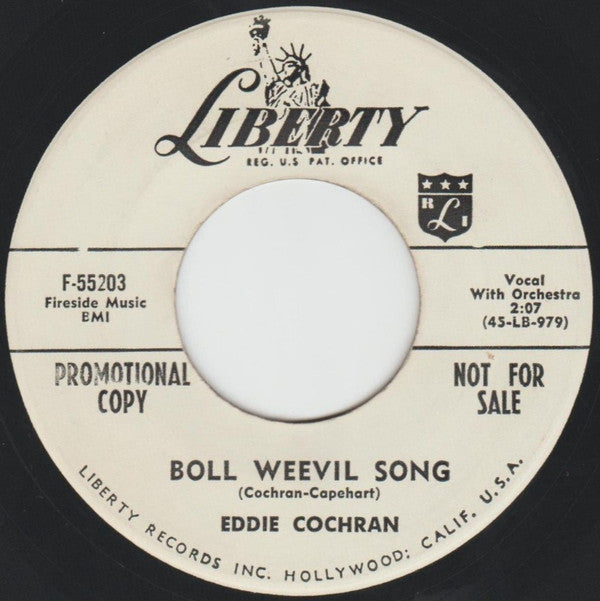 LIBERTY
REG. U.S. PAT. OFFICE
R L I
F-55203
Fireside Music
BMI
Vocal
With Orchestra
2:07
(45-LB-979)
PROMOTIONAL
COPY
NOT FOR
SALE
BOLL WEEVIL SONG
(Cochran-Capehart)
EDDIE COCHRAN
LIBERTY RECORDS INC. HOLLYWOOD: CALIF. U.S.A.